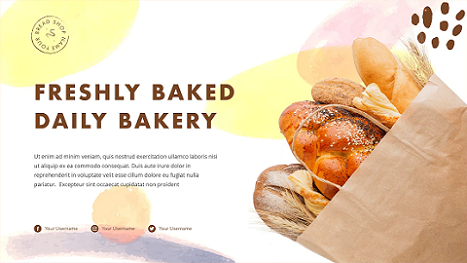 BREAD SHOP NAME YOUR
FRESHLY BAKED
DAILY BAKERY
Ut enim ad minim veniam, quis nostrud exercitation ullamco laboris nisi
ut aliquip ex ea commodo consequat. Duis aute irure dolor in
reprehenderit in voluptate velit esse cillum dolore eu fugiat nulla
pariatur. Excepteur sint occaecat cupidatat non proident
Your Username
Your Username
Your Username